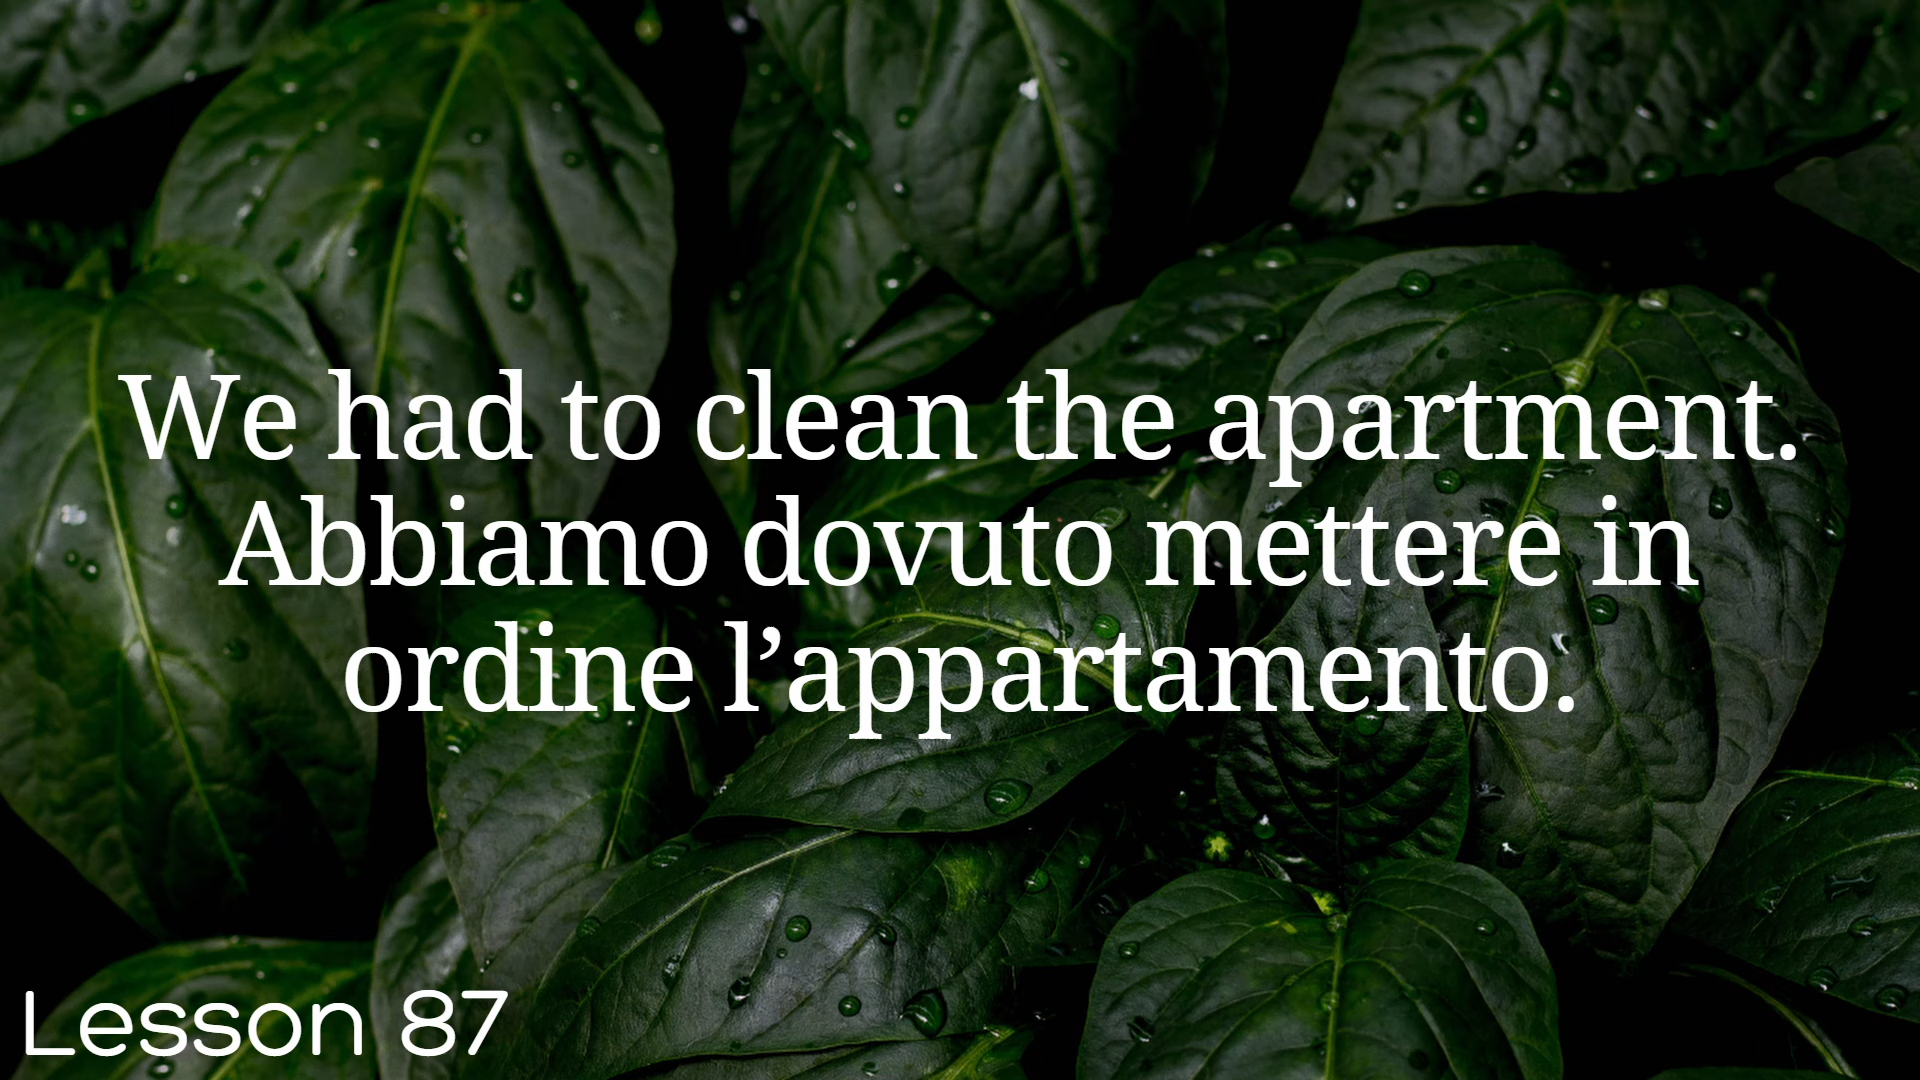 We had to clean the apartment.
Abbiamo dovuto mettere in
ordine l’appartamento.
Lesson 87